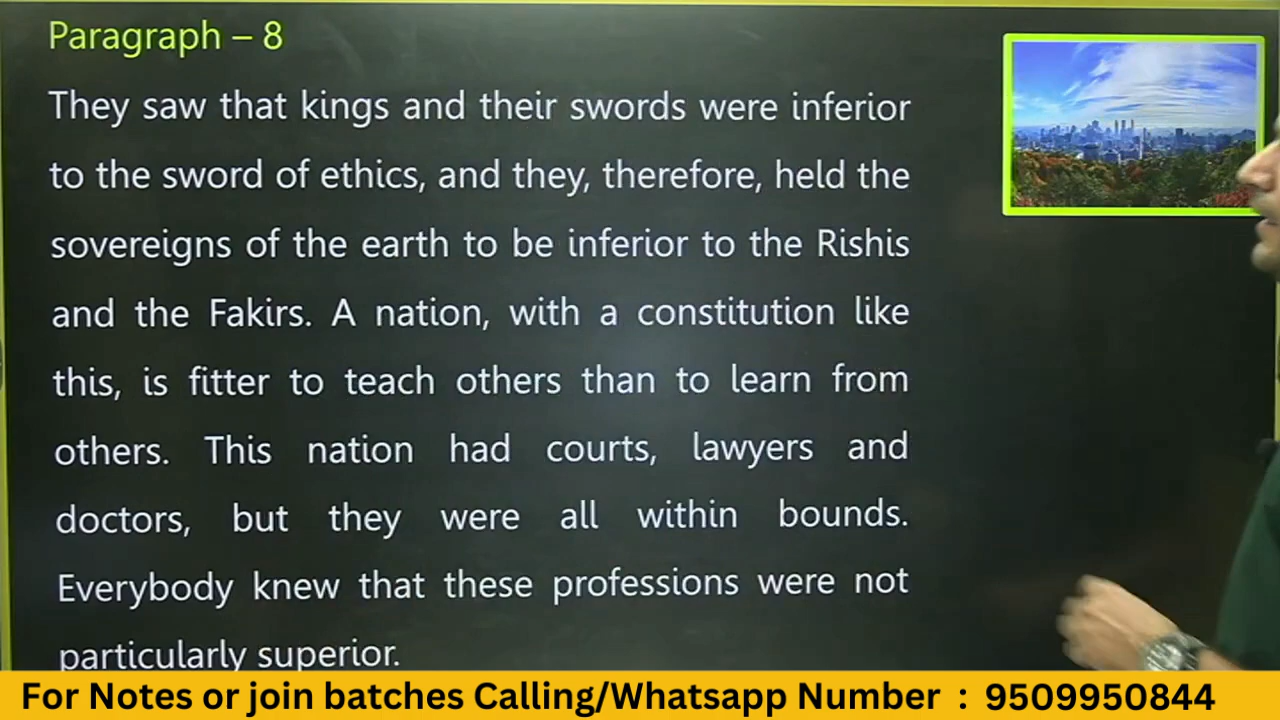 Paragraph – 8
They saw that kings and their swords were inferior
to the sword of ethics, and they, therefore, held the
sovereigns of the earth to be inferior to the Rishis
and the Fakirs. A nation, with a constitution like
this, is fitter to teach others than to learn from
others. This nation had courts, lawyers and
doctors, but they were all within bounds.
Everybody knew that these professions were not
particularly superior.
For Notes or join batches Calling/Whatsapp Number : 9509950844